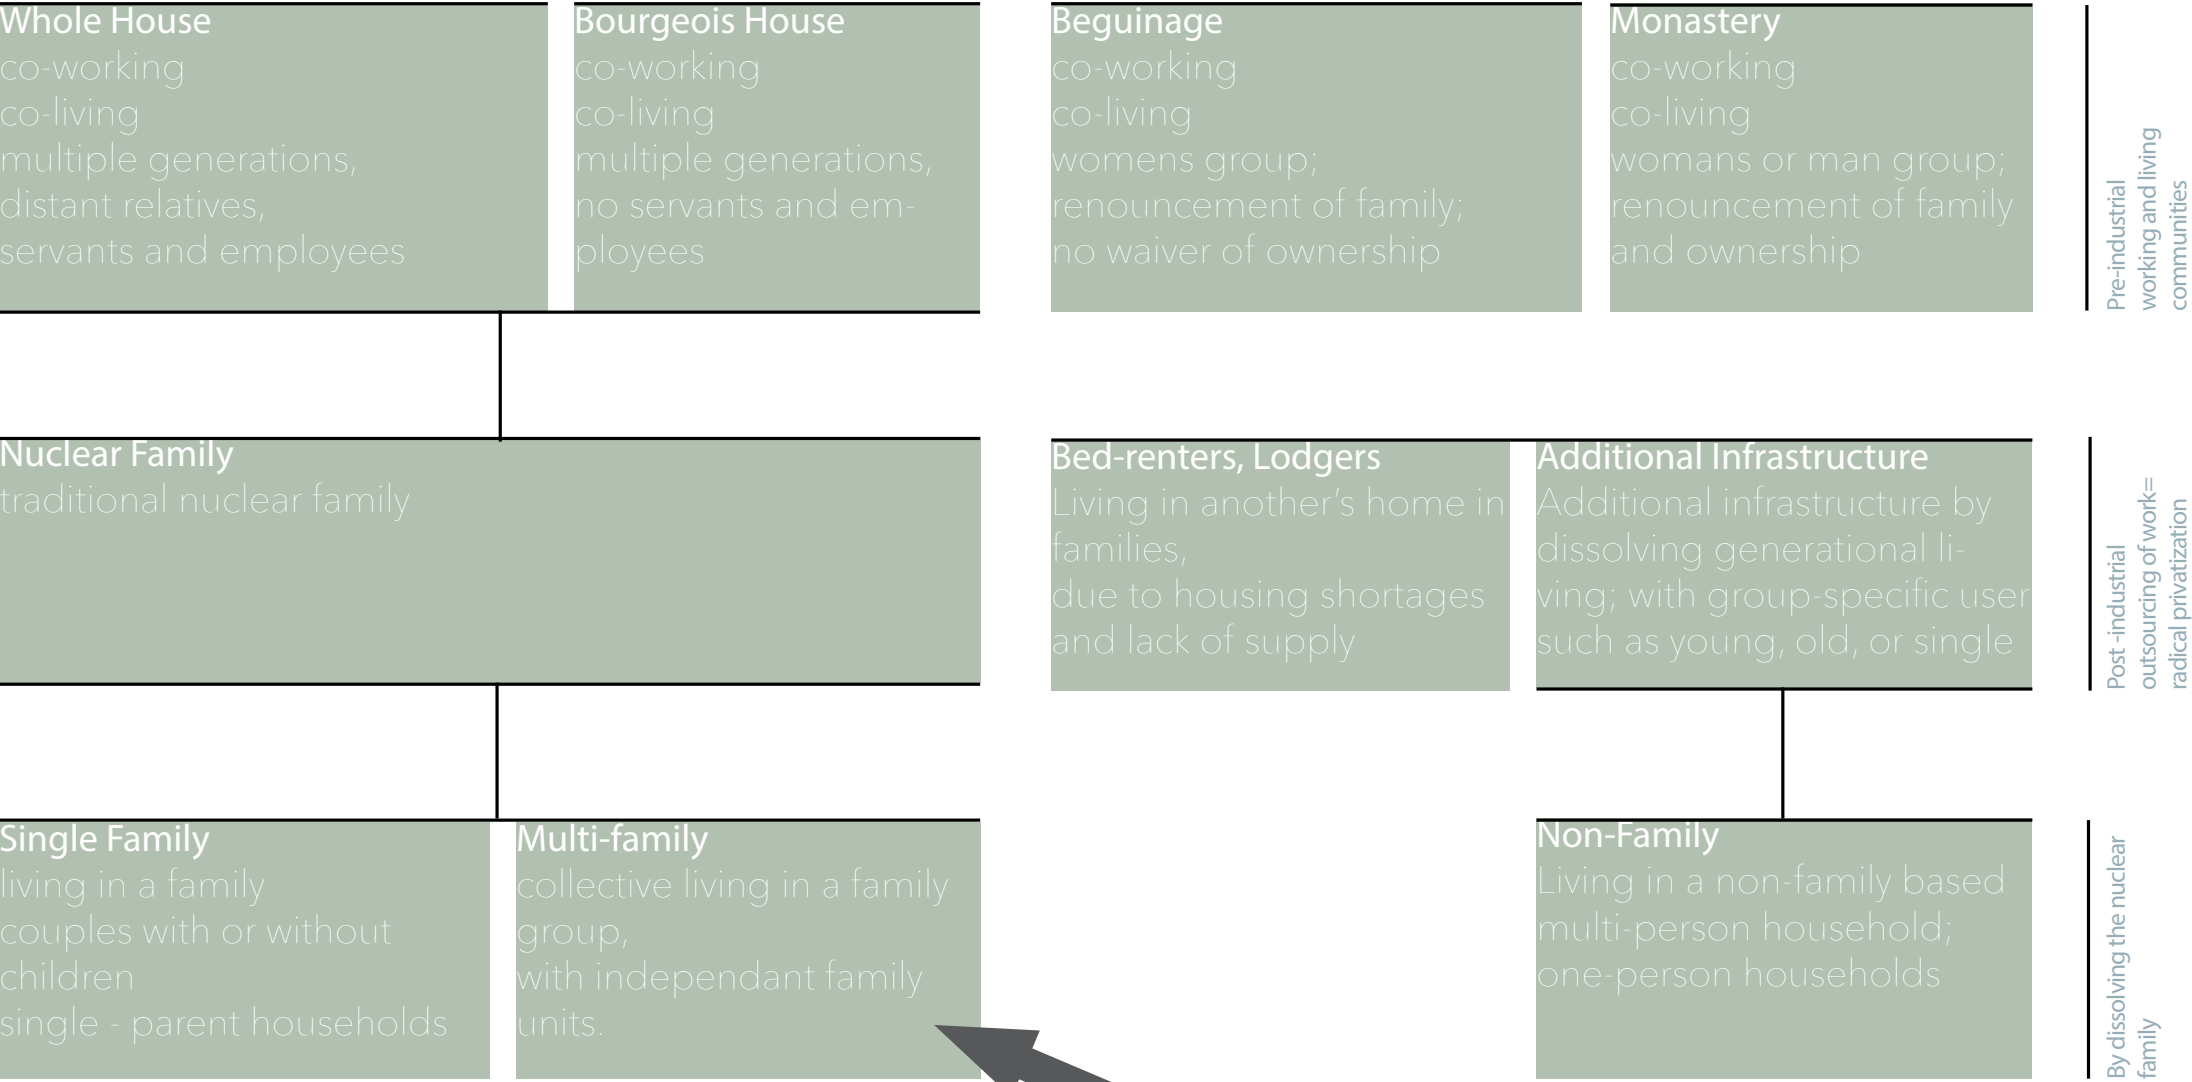 Whole House
co-working
co-living
multiple generations,
distant relatives,
servants and employees
Bourgeois House
co-working
co-living
multiple generations,
no servants and em-
ployees
Beguinage
co-working
co-living
womens group;
renouncement of family;
no waiver of ownership
Monastery
co-working
co-living
womans or man group;
renouncement of family
and ownership
Pre-industrial
working and living
communities
Nuclear Family
traditional nuclear family
Bed-renters, Lodgers
Living in another’s home in
families,
due to housing shortages
and lack of supply
Additional Infrastructure
Additional infrastructure by
dissolving generational li-
ving; with group-specific user
such as young, old, or single
Post -industrial
outsourcing of work=
radical privatization
Single Family
living in a family
couples with or without
children
single - parent households
Multi-family
collective living in a family
group,
with independant family
units.
Non-Family
Living in a non-family based
multi-person household;
one-person households
By dissolving the nuclear
family